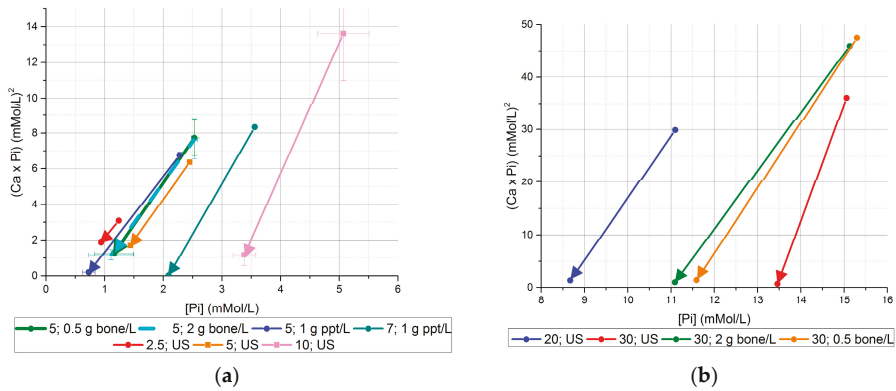 14
12
10
8
6
4
2
0
(Ca x Pi) (mMol/L)²
0 1 2 3 4 5 6
[Pi] (mMol/L)
5; 0.5 g bone/L 5; 2 g bone/L 5; 1 g ppt/L 7; 1 g ppt/L
2.5; US 5; US 10; US
(a)
50
40
30
20
10
0
(Ca x Pi) (mMol/L)²
8 9 10 11 12 13 14 15 16
[Pi] (mMol/L)
20; US 30; US 30; 2 g bone/L 30; 0.5 bone/L
(b)